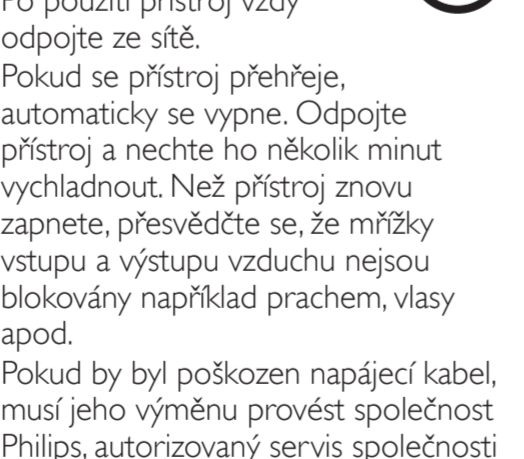 Po použití přístroj vždy
odpojte ze sítě.
Pokud se přístroj přehřeje,
automaticky se vypne. Odpojte
přístroj a nechte ho několik minut
vychladnout. Než přístroj znovu
zapnete, přesvědčte se, že mřížky
vstupu a výstupu vzduchu nejsou
blokovány například prachem, vlasy
apod.
Pokud by byl poškozen napájecí kabel,
musí jeho výměnu provést společnost
Philips, autorizovaný servis společnosti